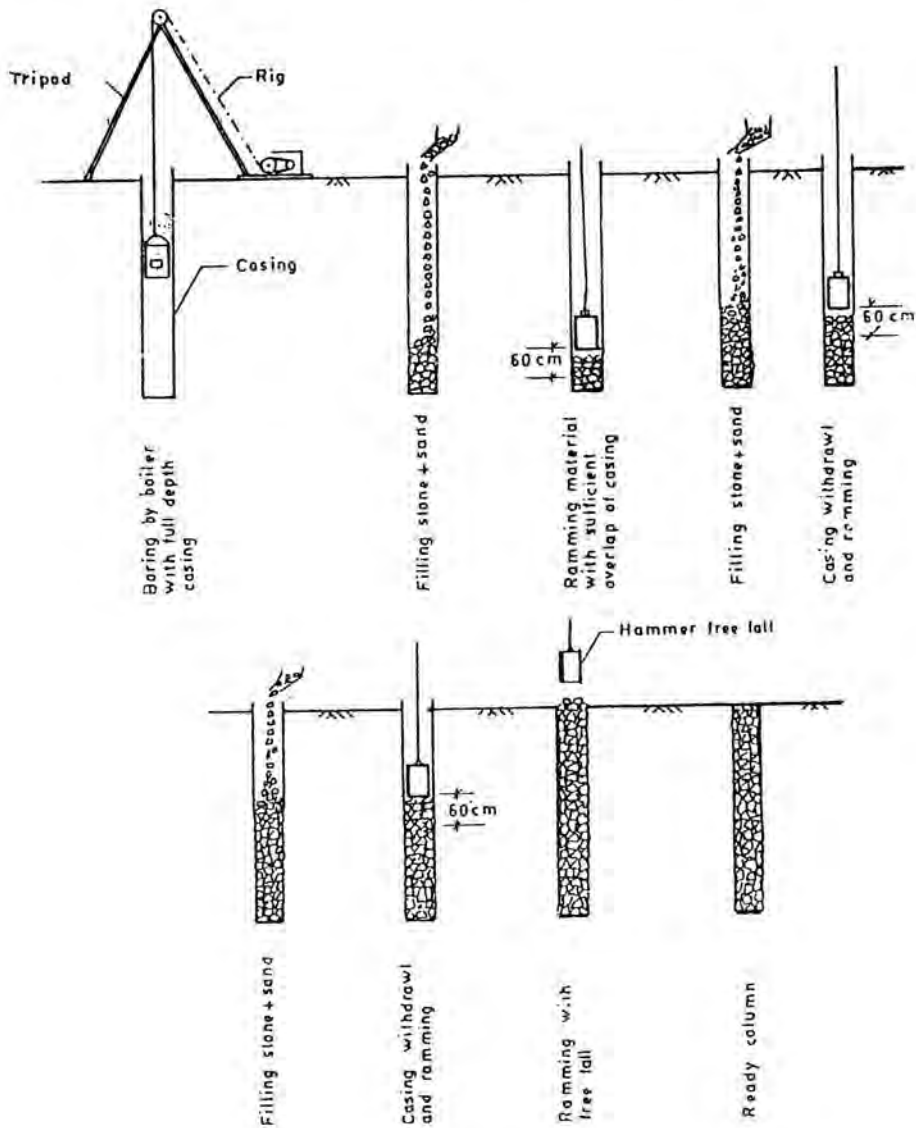 Tripod
Rig
Casing
60 cm
60 cm
Boring by boiler
with full depth
casing
Filling stone + sand
Ramming material
with sufficient
overlap of casing
Filling stone + sand
Casing withdrawl
and ramming
Hammer free fall
60 cm
Filling stone + sand
Casing withdrawl
and ramming
Ramming with
free fall
Ready column